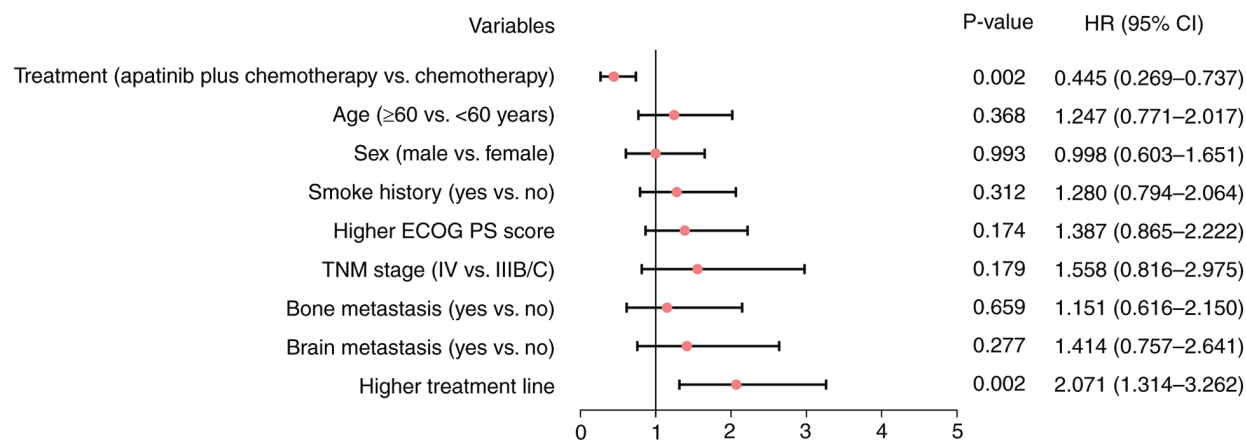 Variables P-value HR (95% CI)
Treatment (apatinib plus chemotherapy vs. chemotherapy) 0.002 0.445 (0.269–0.737)
Age (≥60 vs. <60 years) 0.368 1.247 (0.771–2.017)
Sex (male vs. female) 0.993 0.998 (0.603–1.651)
Smoke history (yes vs. no) 0.312 1.280 (0.794–2.064)
Higher ECOG PS score 0.174 1.387 (0.865–2.222)
TNM stage (IV vs. IIIB/C) 0.179 1.558 (0.816–2.975)
Bone metastasis (yes vs. no) 0.659 1.151 (0.616–2.150)
Brain metastasis (yes vs. no) 0.277 1.414 (0.757–2.641)
Higher treatment line 0.002 2.071 (1.314–3.262)
0 1 2 3 4 5